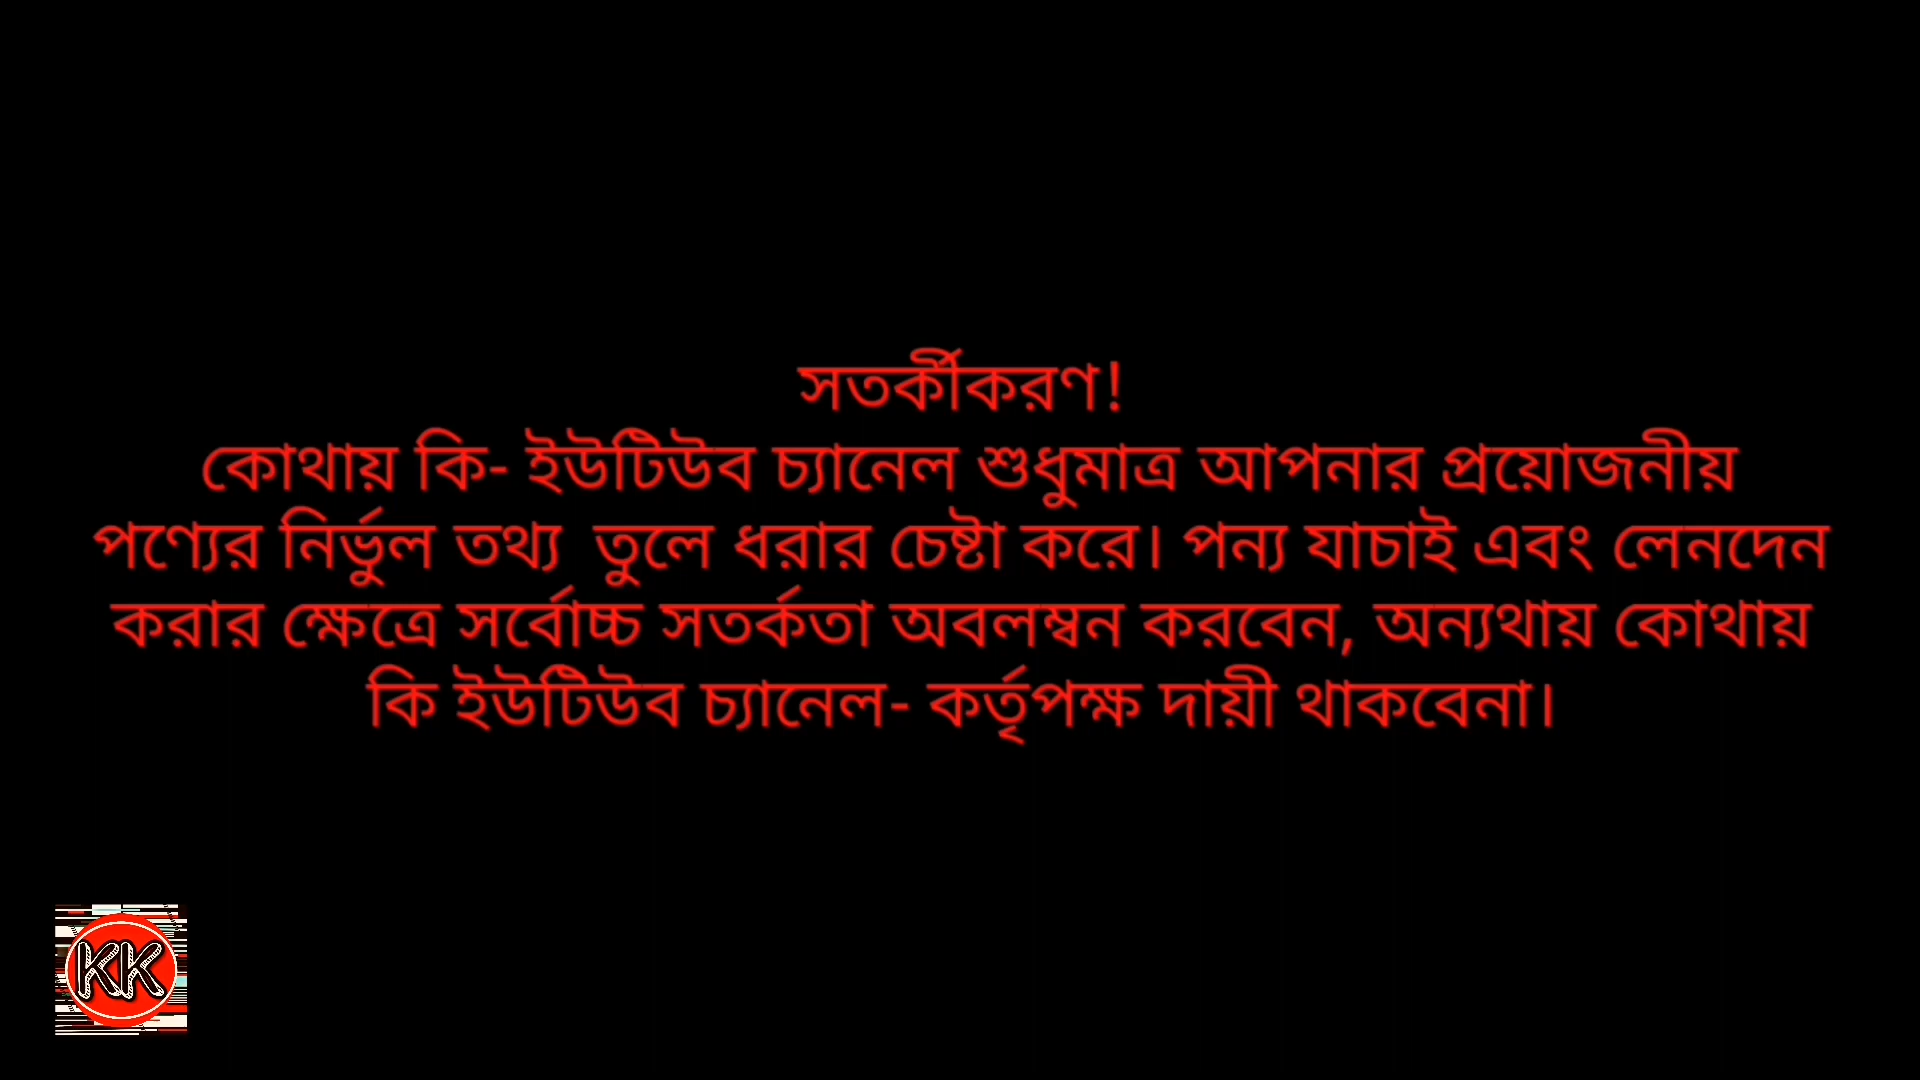 সতর্কীকরণ!
কোথায় কি- ইউটিউব চ্যানেল শুধুমাত্র আপনার প্রয়োজনীয়
পণ্যের নির্ভুল তথ্য  তুলে ধরার চেষ্টা করে। পন্য যাচাই এবং লেনদেন
করার ক্ষেত্রে সর্বোচ্চ সতর্কতা অবলম্বন করবেন, অন্যথায় কোথায়
কি ইউটিউব চ্যানেল- কর্তৃপক্ষ দায়ী থাকবেনা।
KK